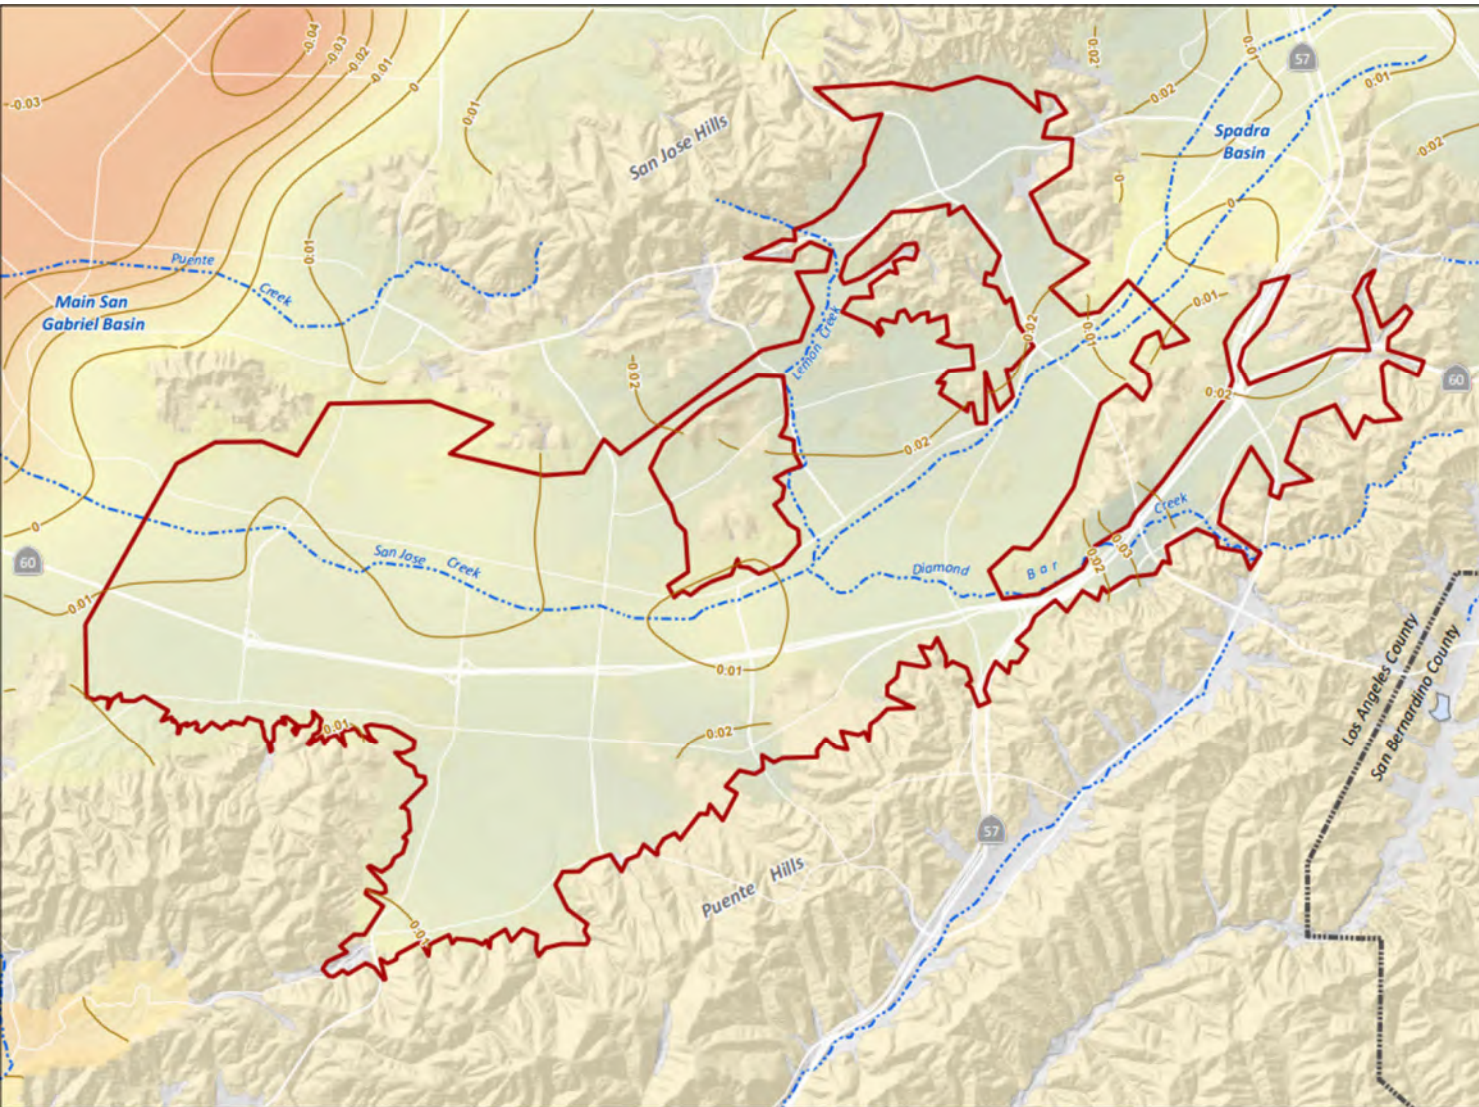 -0.04
-0.03
-0.02
-0.01
0
-0.03
0.01
-0.02
0.01
57
0.01
0.02
Spadra
Basin
0.02
San Jose Hills
0
0
0.01
Puente
Creek
Main San
Gabriel Basin
0.01
0.02
0.01
Lemon Creek
0.02
0.02
60
0.02
0
Creek
0.03
0.02
San Jose Creek
Diamond
Bar
60
0.01
0.01
0.01
0.02
Los Angeles County
San Bernardino County
57
Puente Hills
0.01